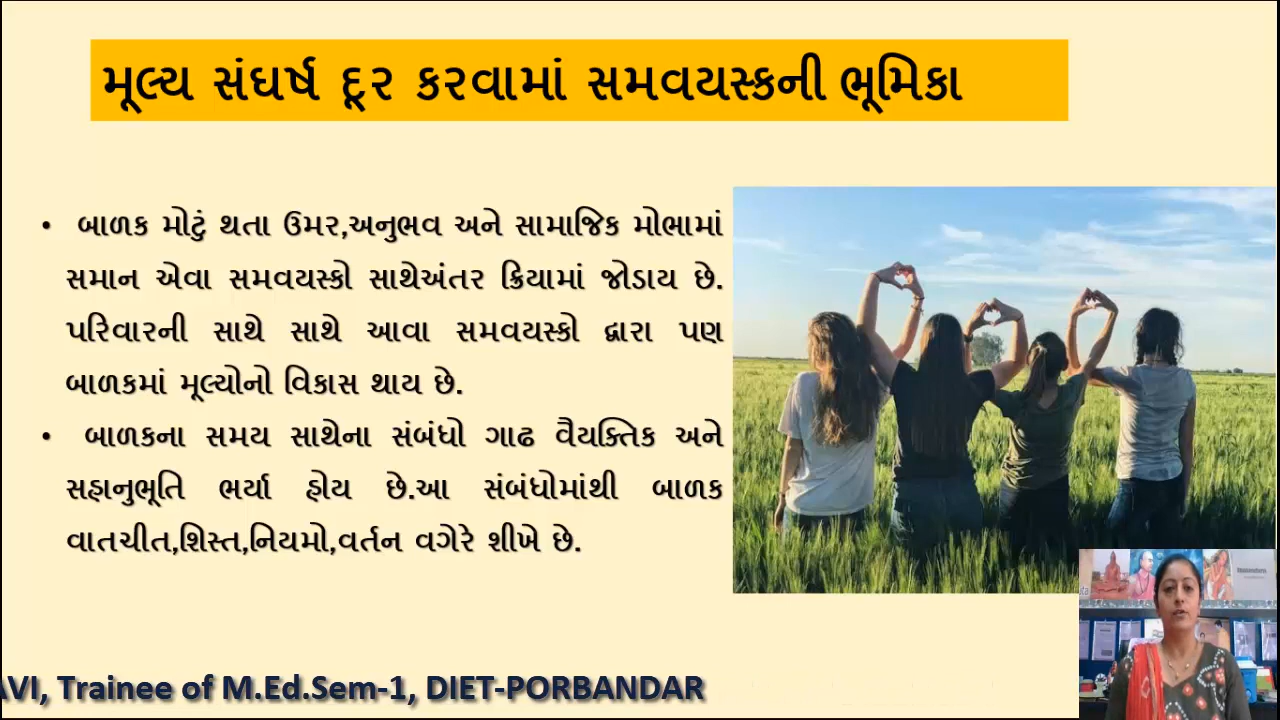 મૂલ્ય સંઘર્ષ દૂર કરવામાં સમવયસ્કની ભૂમિકા
• બાળક મોટું થતા ઉમર,અનુભવ અને સામાજિક મોભામાં
સમાન એવા સમવયસ્કો સાથેઅંતર ક્રિયામાં જોડાય છે.
પરિવારની સાથે સાથે આવા સમવયસ્કો દ્વારા પણ
બાળકમાં મૂલ્યોનો વિકાસ થાય છે.
• બાળકના સમય સાથેના સંબંધો ગાઢ વૈયક્તિક અને
સહાનુભૂતિ ભર્યા હોય છે.આ સંબંધોમાંથી બાળક
વાતચીત,શિસ્ત,નિયમો,વર્તન વગેરે શીખે છે.
AVI, Trainee of M.Ed.Sem-1, DIET-PORBANDAR